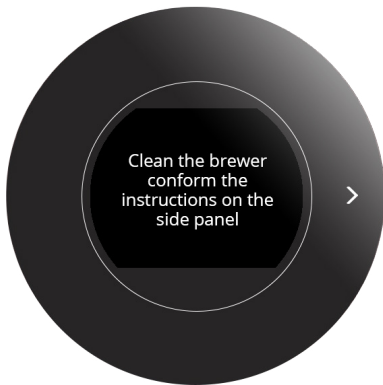 Clean the brewer
conform the
instructions on the
side panel